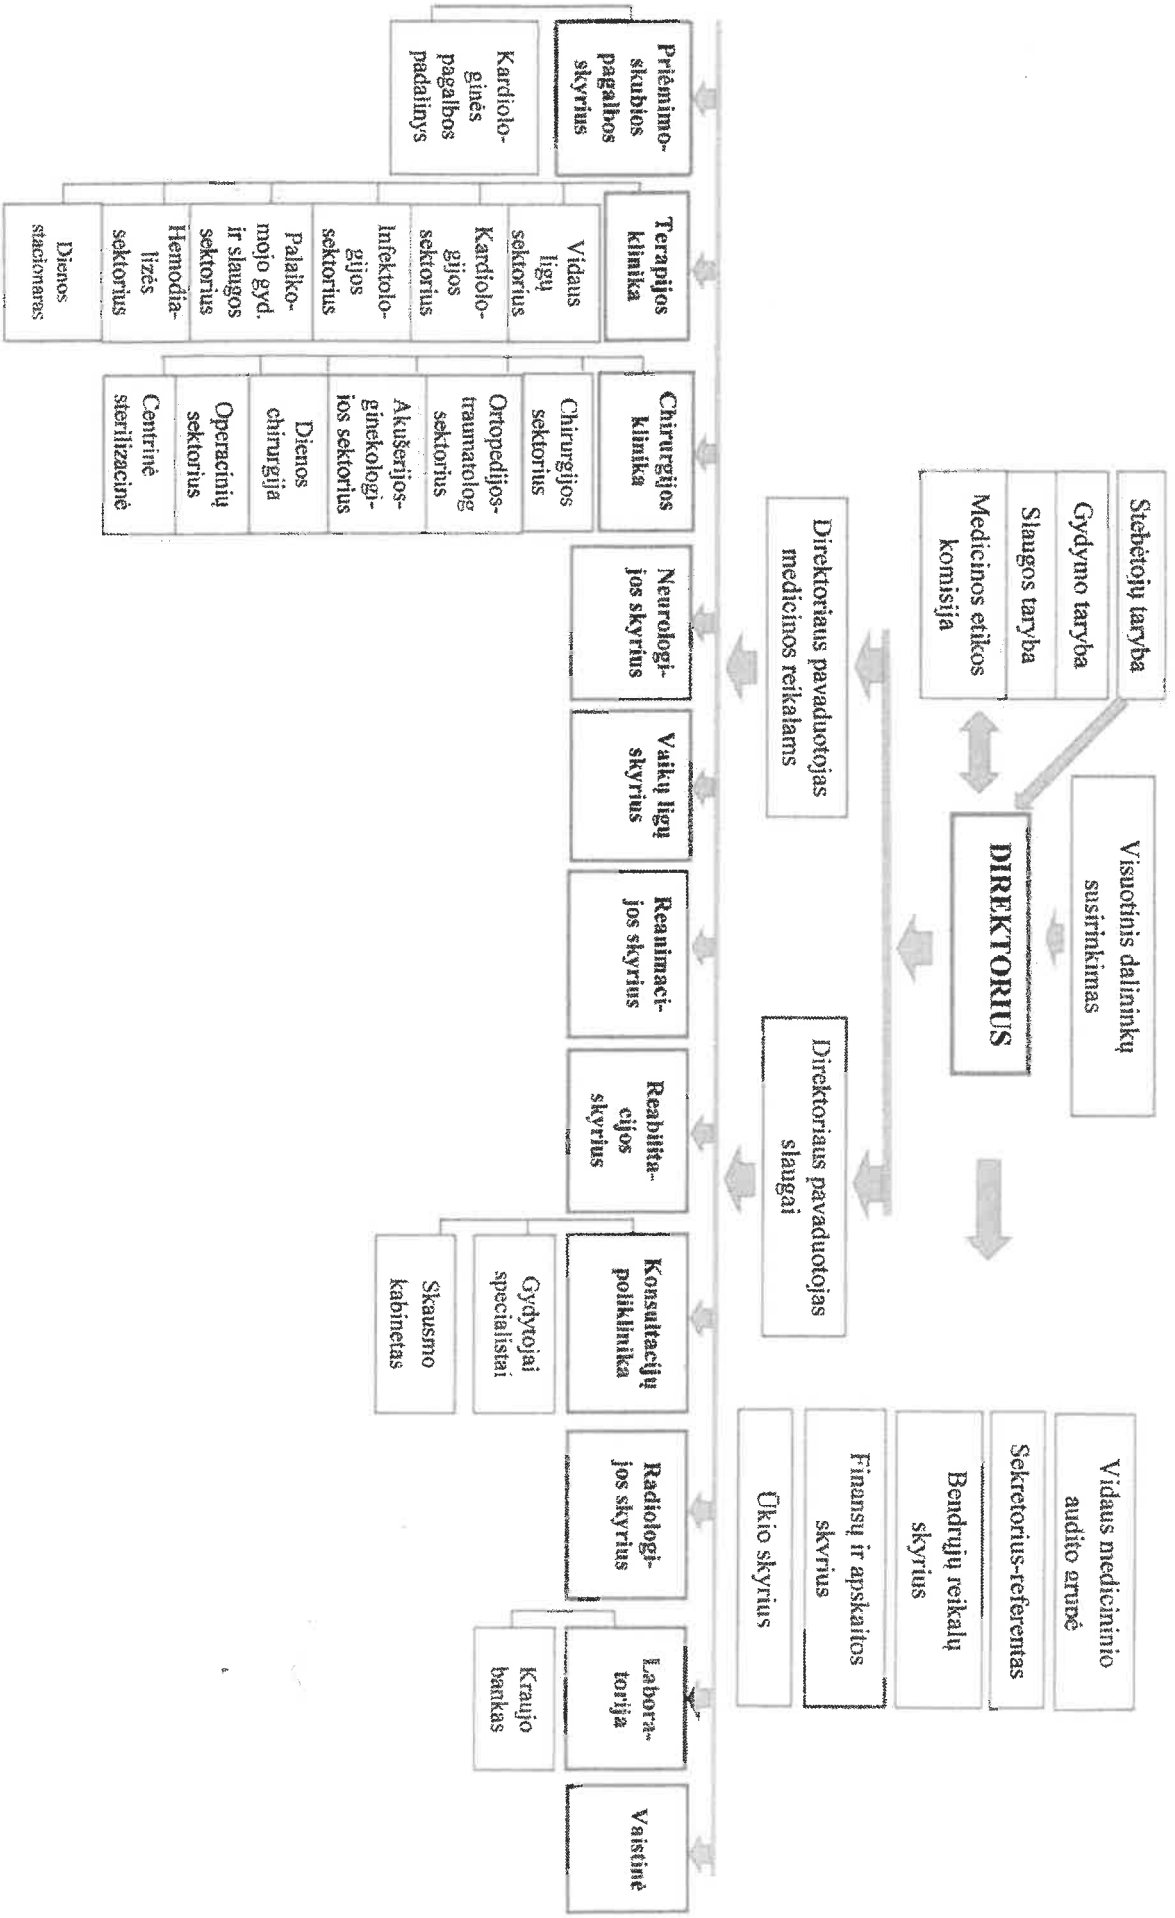 Visuotinis dalininkų
susirinkimas
Stebėtojų taryba
Gydymo taryba
Slaugos taryba
Medicinos etikos
komisija
DIREKTORIUS
Vidaus medicininio
audito grupė
Sekretorius-referentas
Bendrųjų reikalų
skyrius
Finansų ir apskaitos
skyrius
Ūkio skyrius
Direktoriaus pavaduotojas
medicinos reikalams
Direktoriaus pavaduotojas
slaugai
Priėmimo-
skubios
pagalbos
skyrius
Kardiolo-
ginės
pagalbos
padalinys
Terapijos
klinika
Vidaus
ligų
sektorius
Kardiolo-
gijos
sektorius
Infektolo-
gijos
sektorius
Palaiko-
mojo gyd.
ir slaugos
sektorius
Hemodia-
lizės
sektorius
Dienos
stacionaras
Chirurgijos
klinika
Chirurgijos
sektorius
Ortopedijos-
traumatolog
sektorius
Akušerijos-
ginekologi-
jos sektorius
Dienos
chirurgija
Operacinių
sektorius
Centrinė
sterilizacinė
Neurologi-
jos skyrius
Vaikų ligų
skyrius
Reanimaci-
jos skyrius
Reabilita-
cijos
skyrius
Konsultacijų
poliklinika
Gydytojai
specialistai
Skausmo
kabinetas
Radiologi-
jos skyrius
Labora-
torija
Kraujo
bankas
Vaistinė